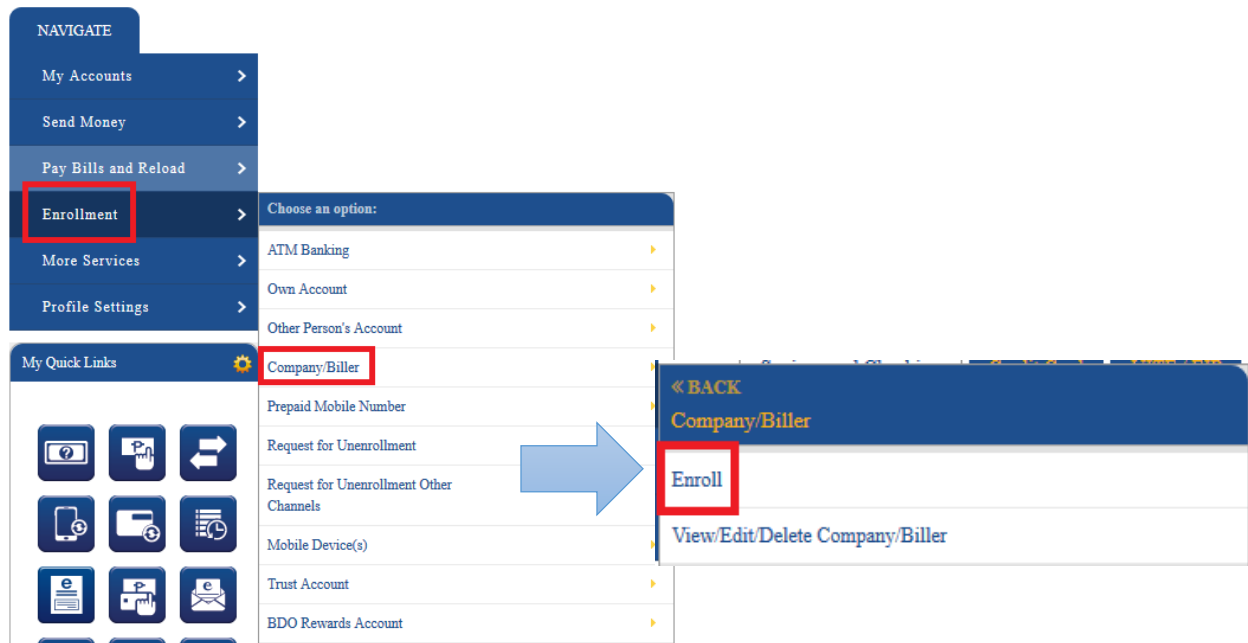 NAVIGATE
My Accounts
Send Money
Pay Bills and Reload
Enrollment
More Services
Profile Settings
My Quick Links
Choose an option:
ATM Banking
Own Account
Other Person's Account
Company/Biller
Prepaid Mobile Number
Request for Unenrollment
Request for Unenrollment Other
Channels
Mobile Device(s)
Trust Account
BDO Rewards Account
« BACK
Company/Biller
Enroll
View/Edit/Delete Company/Biller